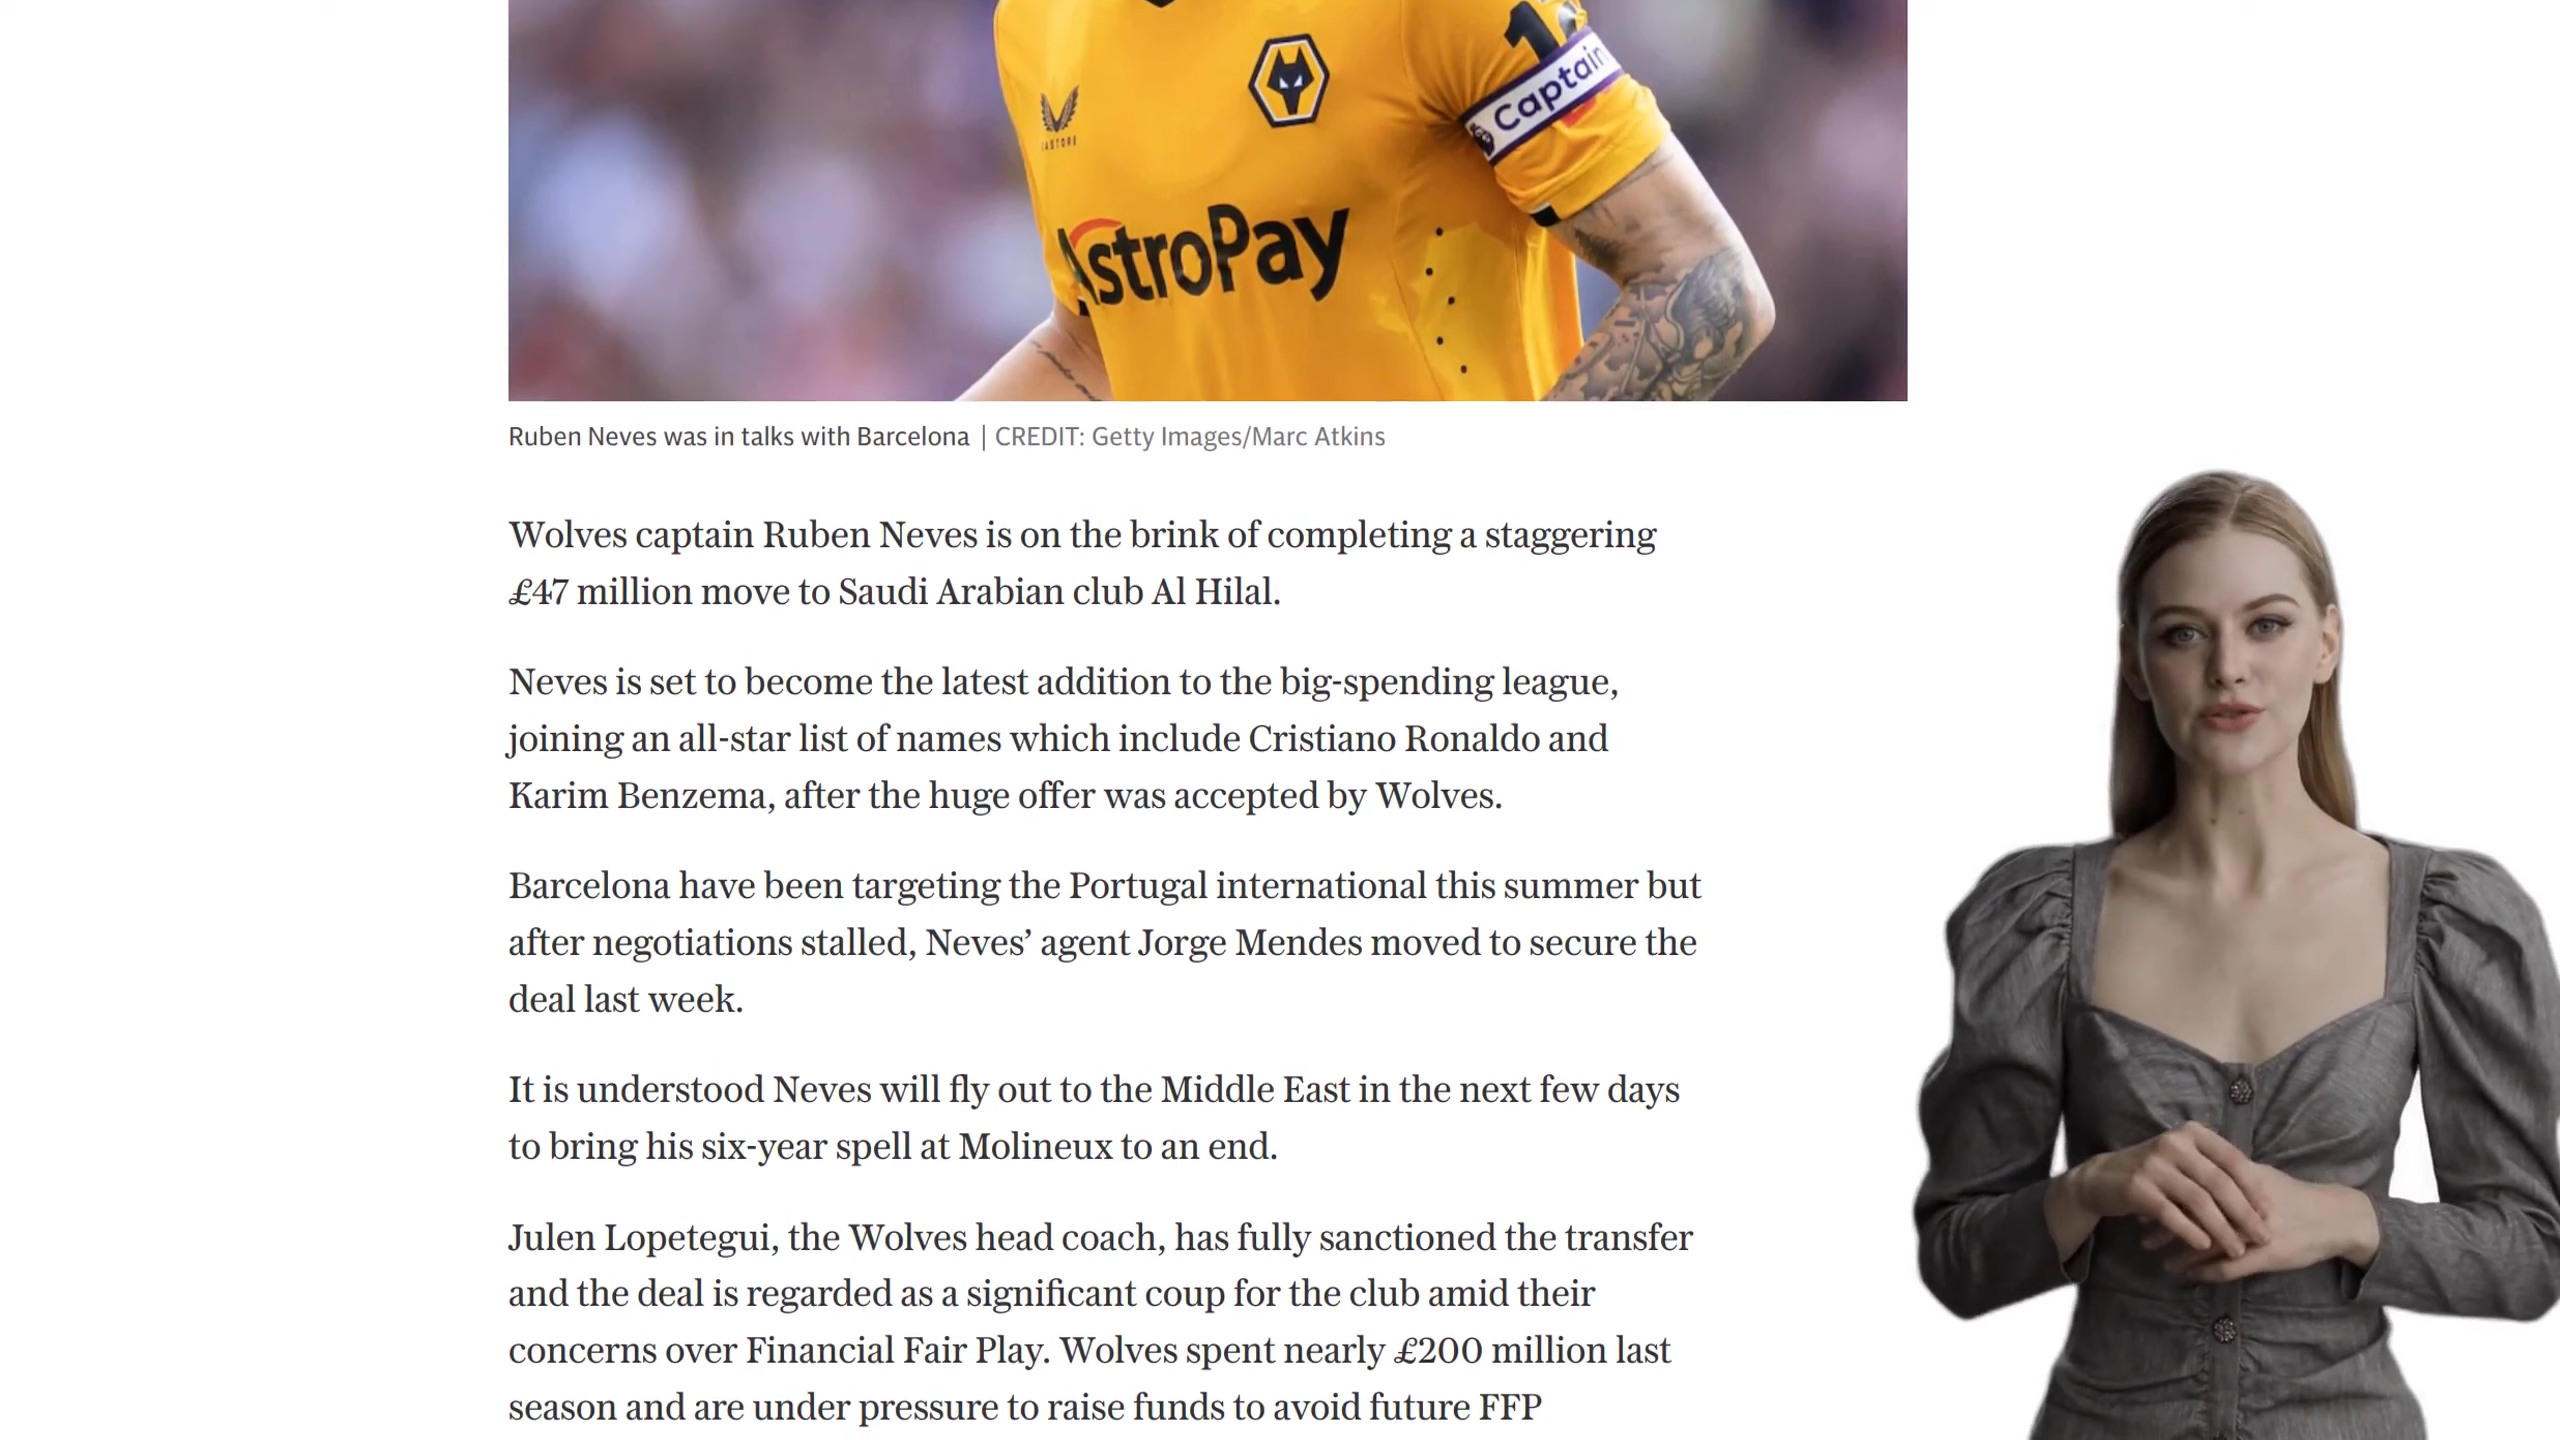 Captain
CASTORE
AstroPay
Ruben Neves was in talks with Barcelona | CREDIT: Getty Images/Marc Atkins
Wolves captain Ruben Neves is on the brink of completing a staggering
£47 million move to Saudi Arabian club Al Hilal.
Neves is set to become the latest addition to the big-spending league,
joining an all-star list of names which include Cristiano Ronaldo and
Karim Benzema, after the huge offer was accepted by Wolves.
Barcelona have been targeting the Portugal international this summer but
after negotiations stalled, Neves’ agent Jorge Mendes moved to secure the
deal last week.
It is understood Neves will fly out to the Middle East in the next few days
to bring his six-year spell at Molineux to an end.
Julen Lopetegui, the Wolves head coach, has fully sanctioned the transfer
and the deal is regarded as a significant coup for the club amid their
concerns over Financial Fair Play. Wolves spent nearly £200 million last
season and are under pressure to raise funds to avoid future FFP